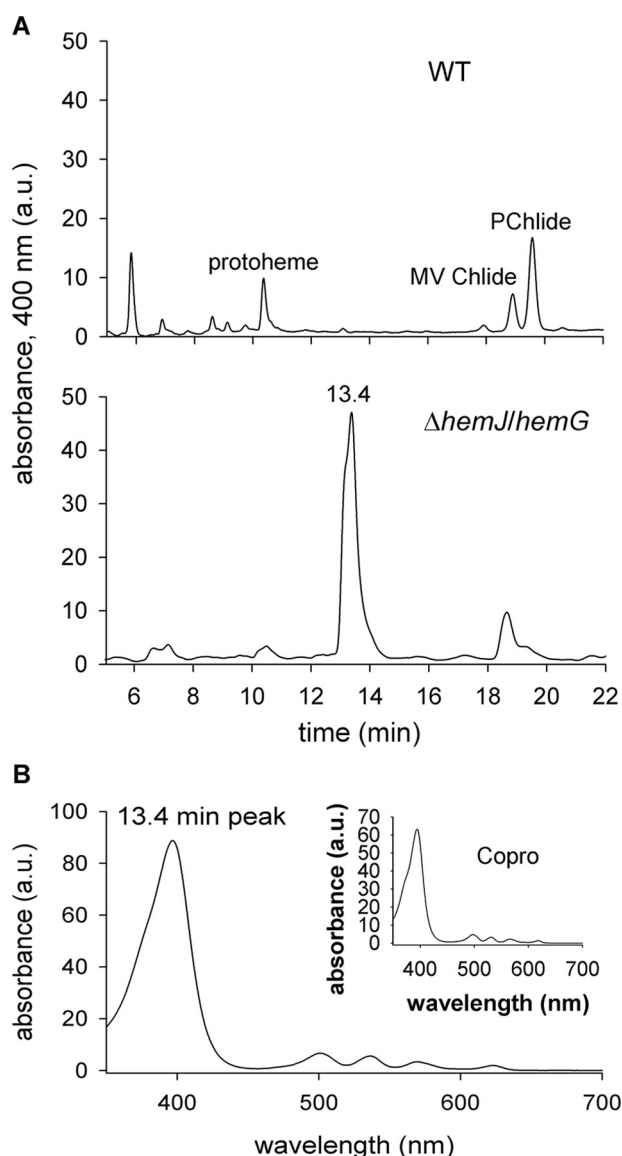 A
WT
absorbance, 400 nm (a.u.)
50
40
30
20
10
0
protoheme
MV Chlide
PChlide
13.4
ΔhemJ/hemG
50
40
30
20
10
0
6 8 10 12 14 16 18 20 22
time (min)
B
13.4 min peak
absorbance (a.u.)
100
80
60
40
20
0
400 500 600 700
wavelength (nm)
Copro
absorbance (a.u.)
70
60
50
40
30
20
10
0
400 500 600 700
wavelength (nm)